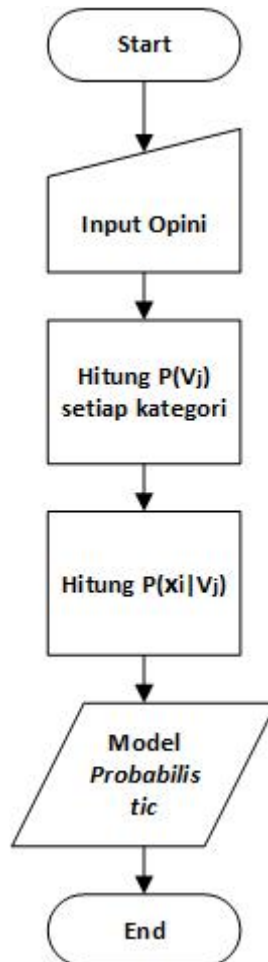 Start
Input Opini
Hitung P(Vj)
setiap kategori
Hitung P(xi|Vj)
Model
Probabilis
tic
End